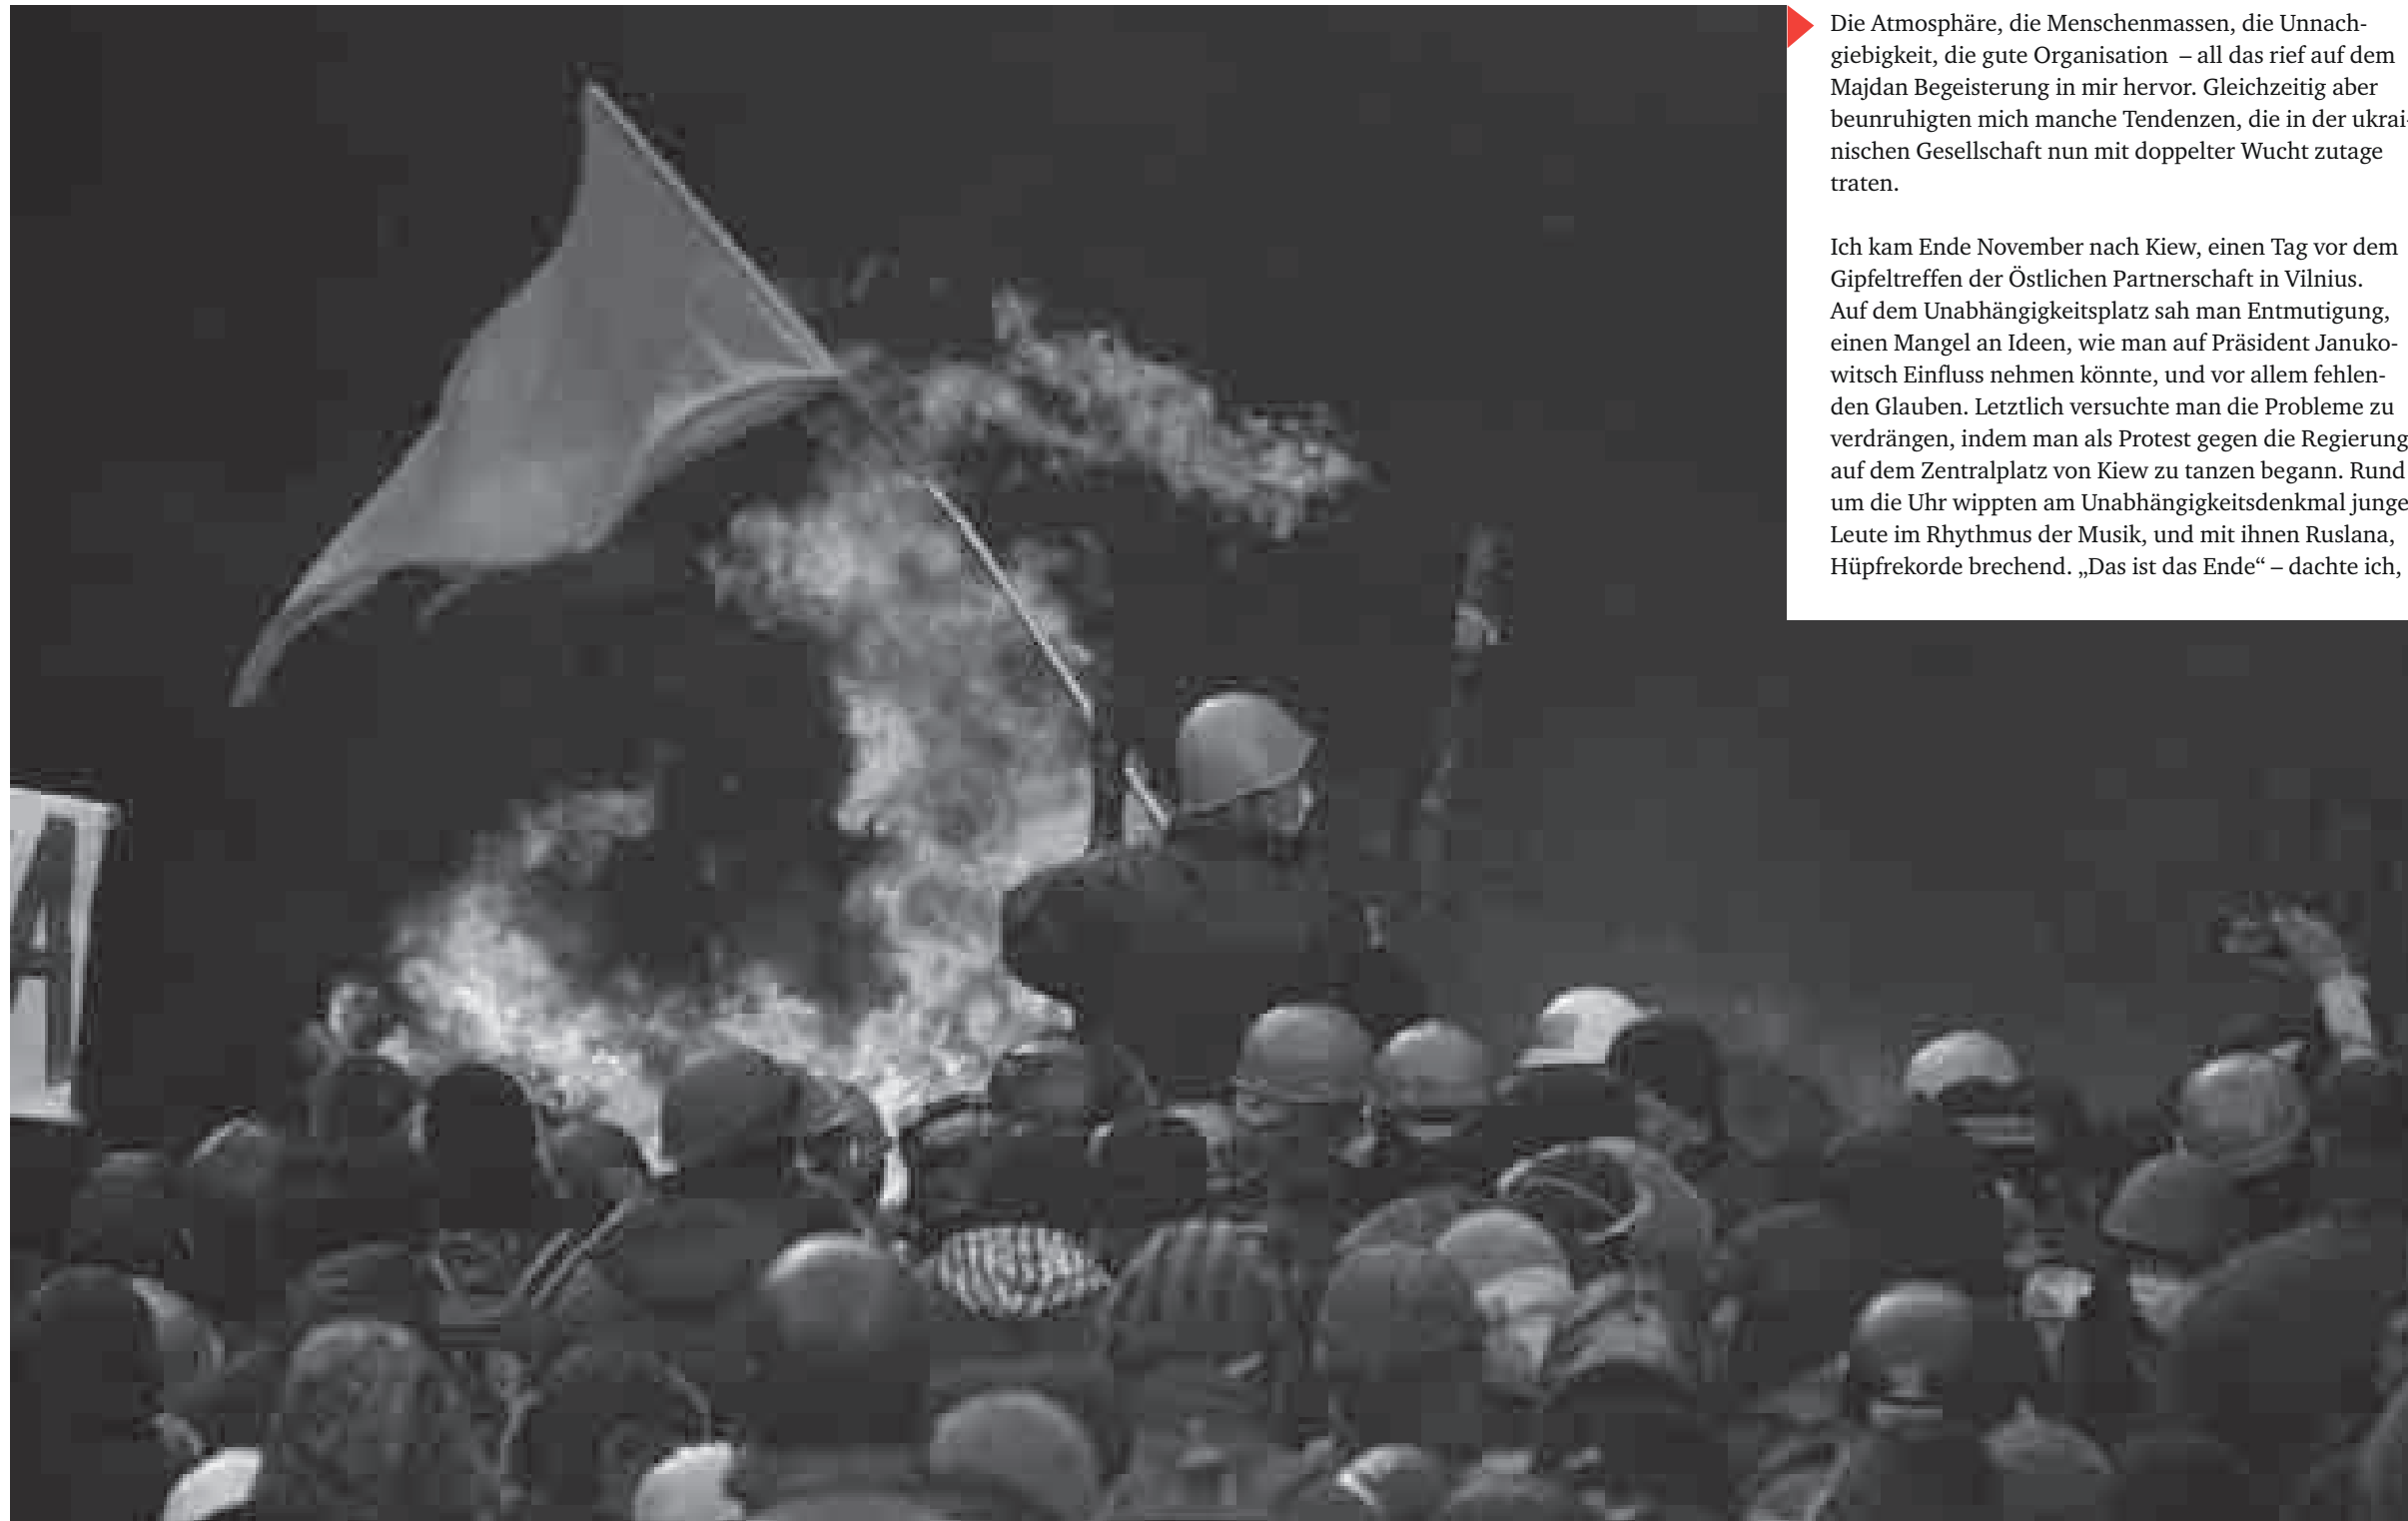 Die Atmosphäre, die Menschenmassen, die Unnach-
giebigkeit, die gute Organisation – all das rief auf dem
Majdan Begeisterung in mir hervor. Gleichzeitig aber
beunruhigten mich manche Tendenzen, die in der ukrai-
nischen Gesellschaft nun mit doppelter Wucht zutage
traten.
Ich kam Ende November nach Kiew, einen Tag vor dem
Gipfeltreffen der Östlichen Partnerschaft in Vilnius.
Auf dem Unabhängigkeitsplatz sah man Entmutigung,
einen Mangel an Ideen, wie man auf Präsident Januko-
witsch Einfluss nehmen könnte, und vor allem fehlen-
den Glauben. Letztlich versuchte man die Probleme zu
verdrängen, indem man als Protest gegen die Regierung
auf dem Zentralplatz von Kiew zu tanzen begann. Rund
um die Uhr wippten am Unabhängigkeitsdenkmal junge
Leute im Rhythmus der Musik, und mit ihnen Ruslana,
Hüpfrekorde brechend. „Das ist das Ende“ – dachte ich,
A